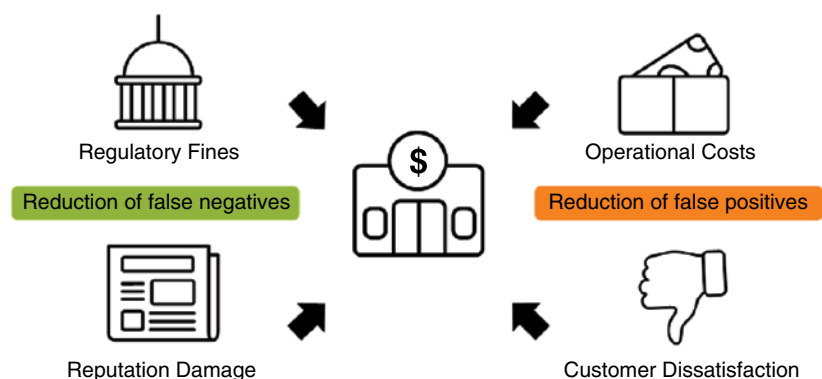 $
Regulatory Fines
Operational Costs
Reduction of false negatives
Reduction of false positives
Reputation Damage
Customer Dissatisfaction